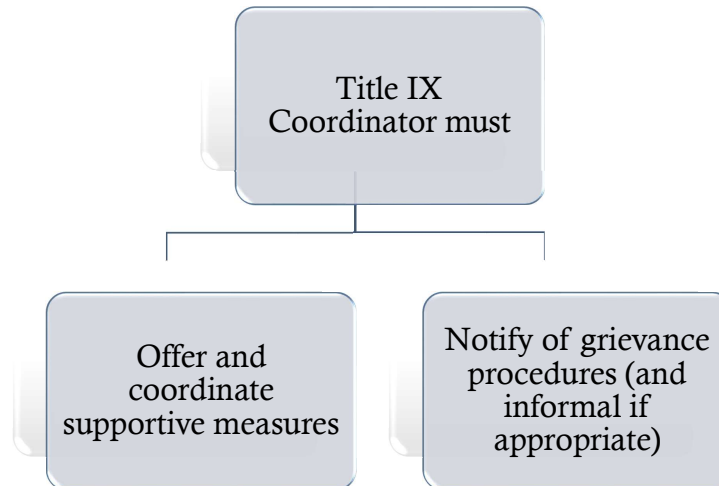 Title IX
Coordinator must
Offer and
coordinate
supportive measures
Notify of grievance
procedures (and
informal if
appropriate)